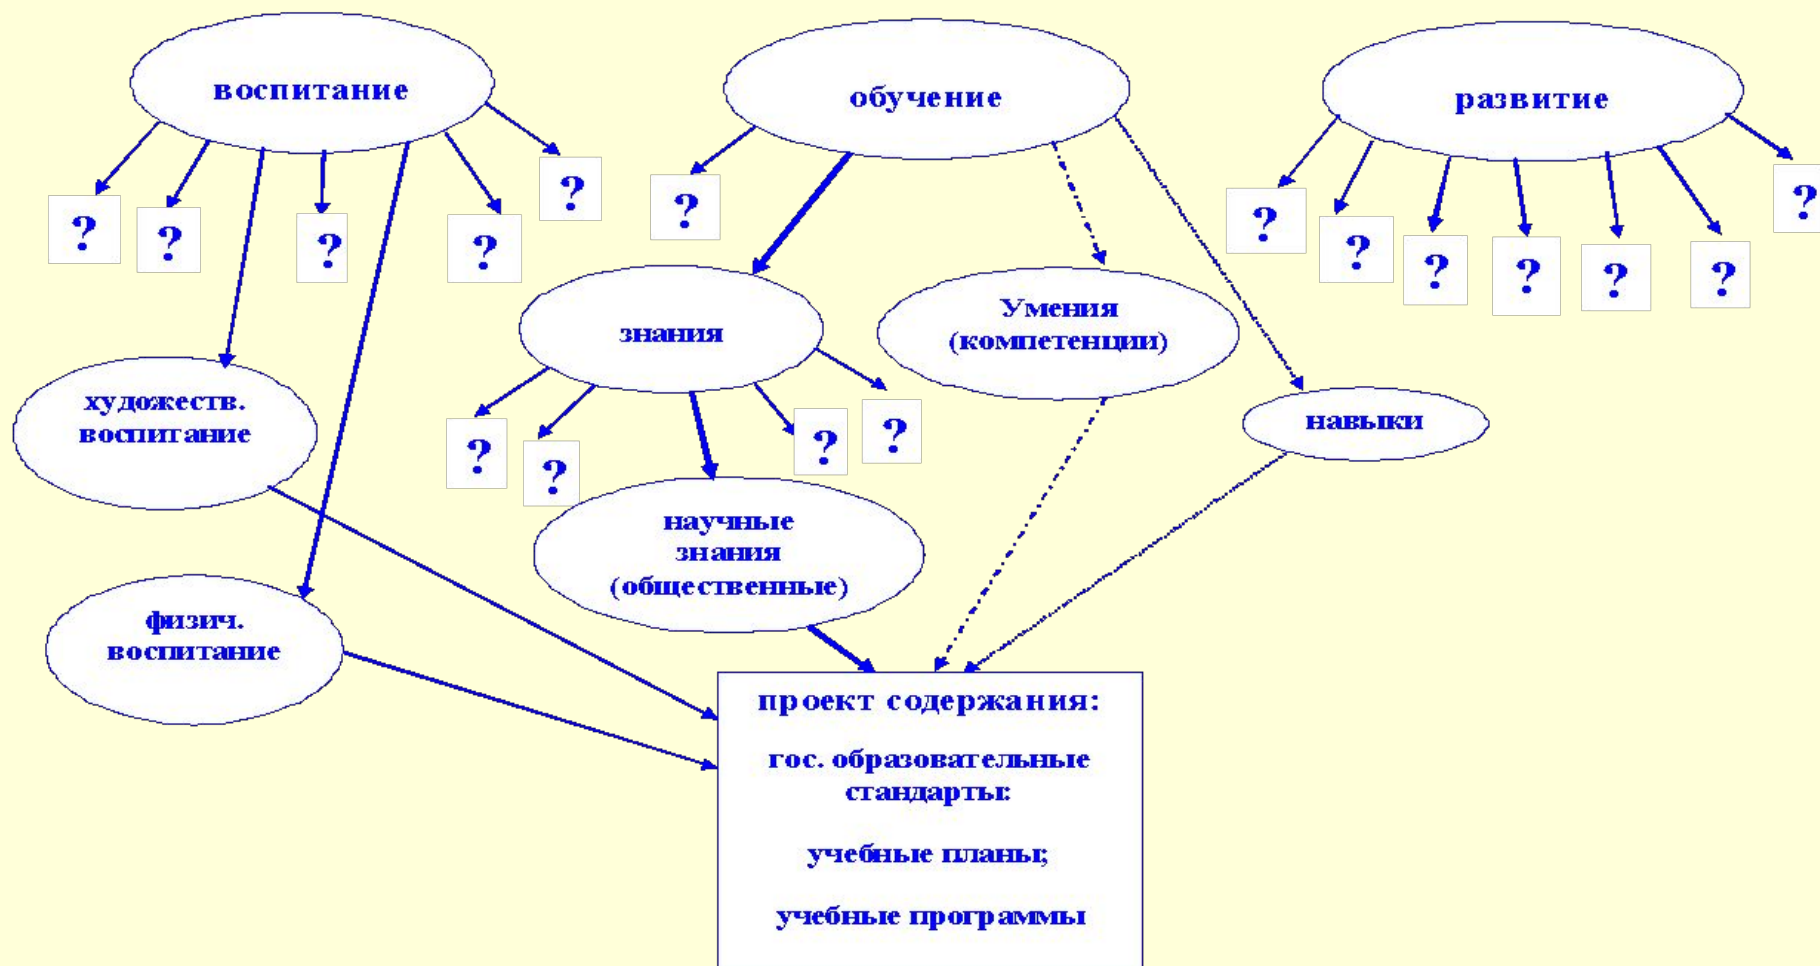 воспитание
обучение
развитие
?
?
?
?
?
?
?
?
?
?
?
?
?
знания
Умения
(компетенции)
навыки
художеств.
воспитание
?
?
?
?
научные
знания
(общественные)
физич.
воспитание
проект содержания:
гос. образовательные
стандарты:
учебные планы;
учебные программы